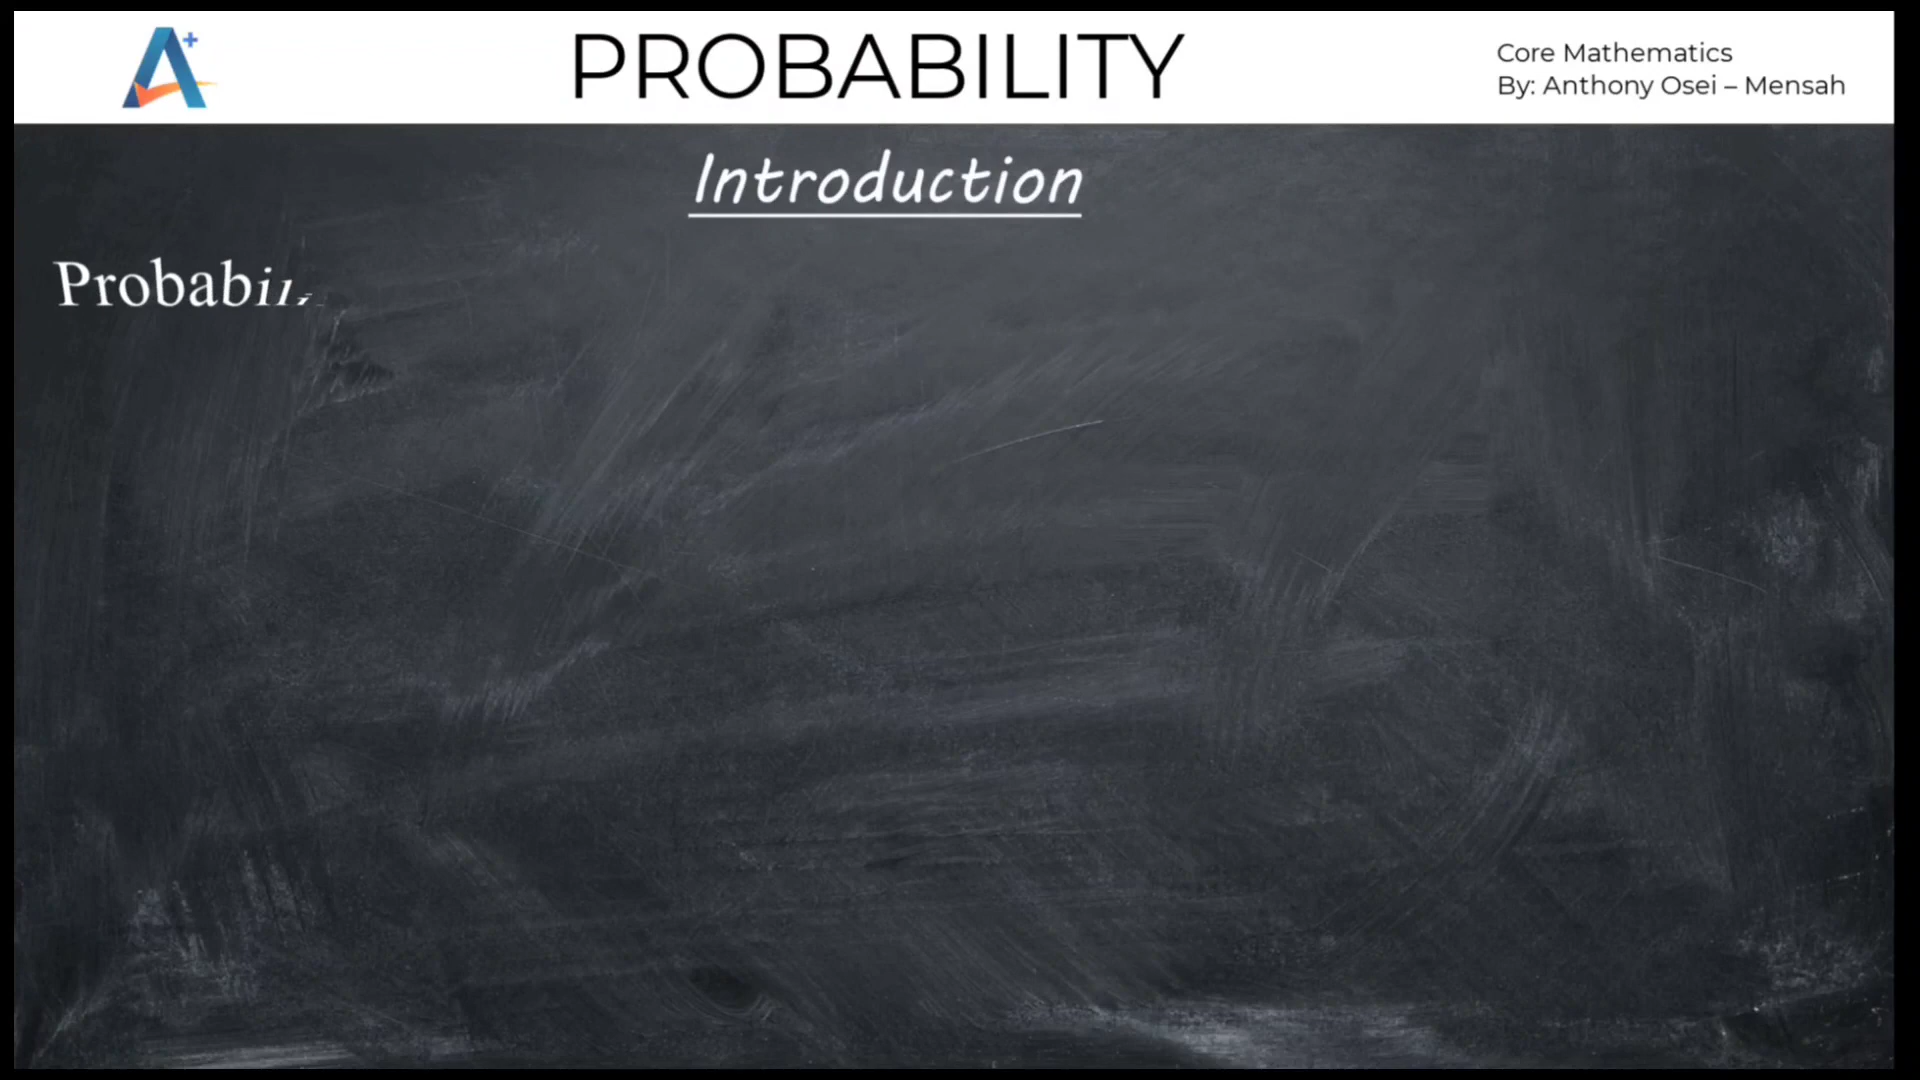 PROBABILITY
Core Mathematics
By: Anthony Osei – Mensah
Introduction